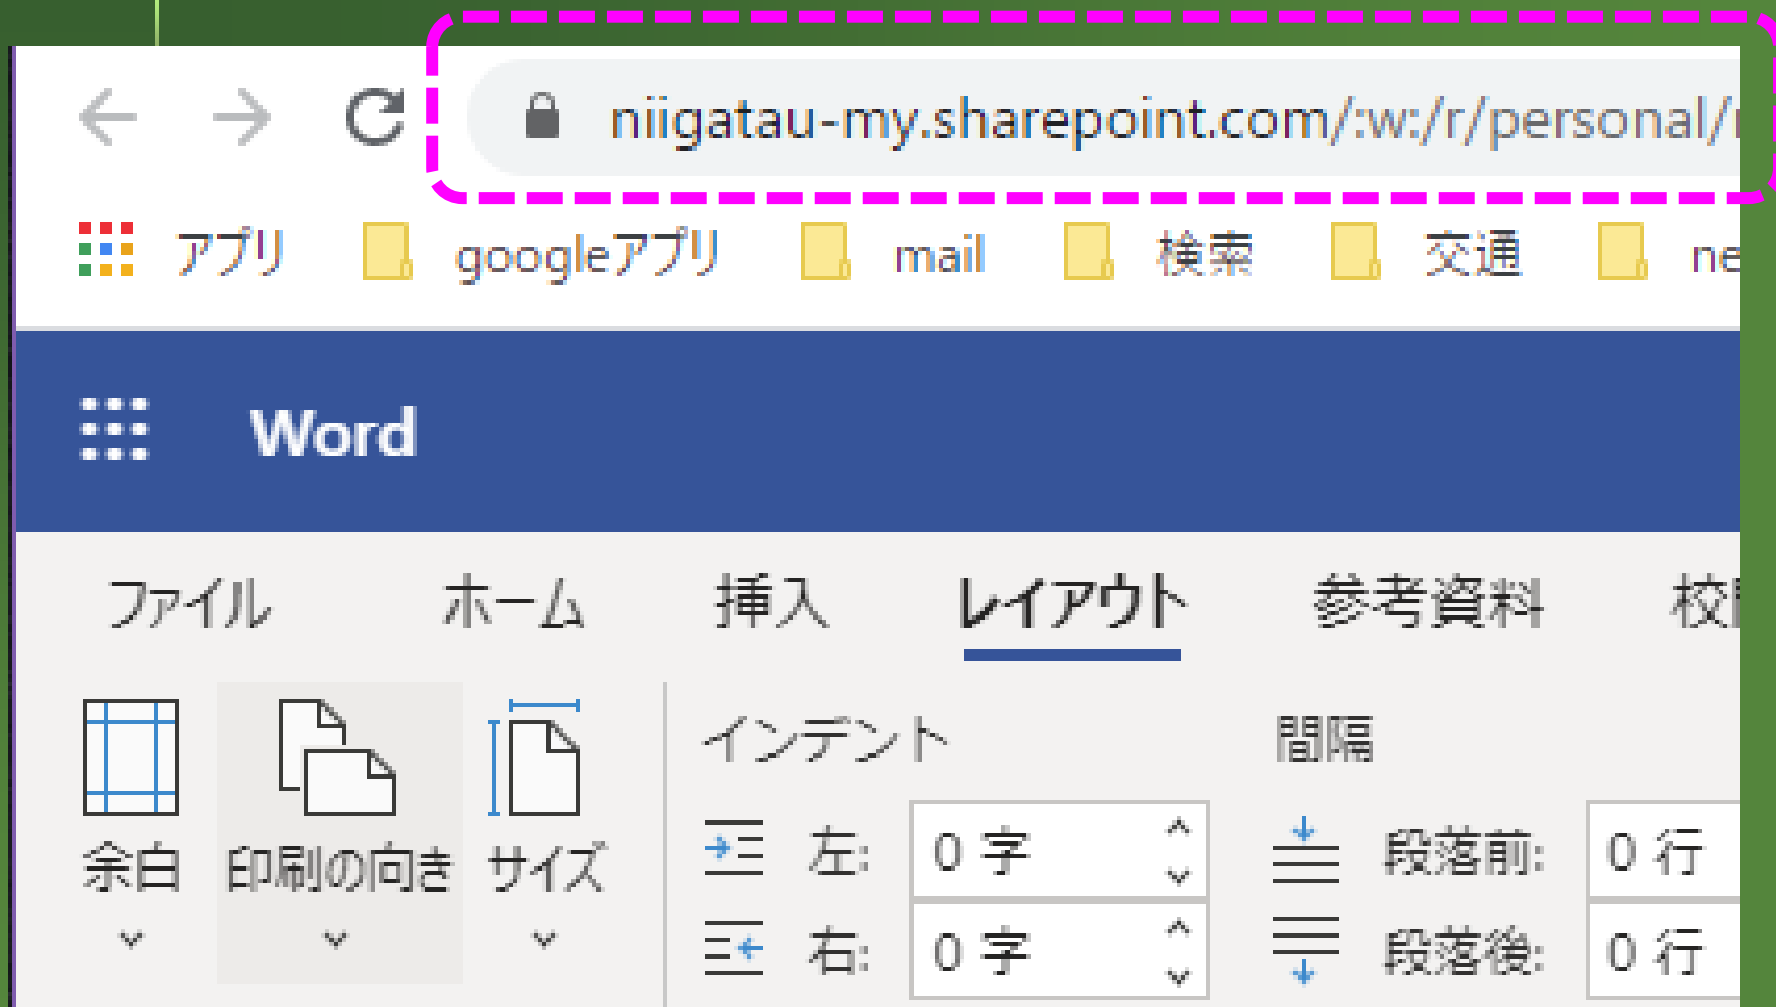 niigatau-my.sharepoint.com/:w:/r/personal/
アプリ googleアプリ mail 検索 交通 ne
Word
ファイル ホーム 挿入 レイアウト 参考資料 校
インデント 間隔
余白 印刷の向き サイズ 左: 0 字 段落前: 0 行
右: 0 字 段落後: 0 行